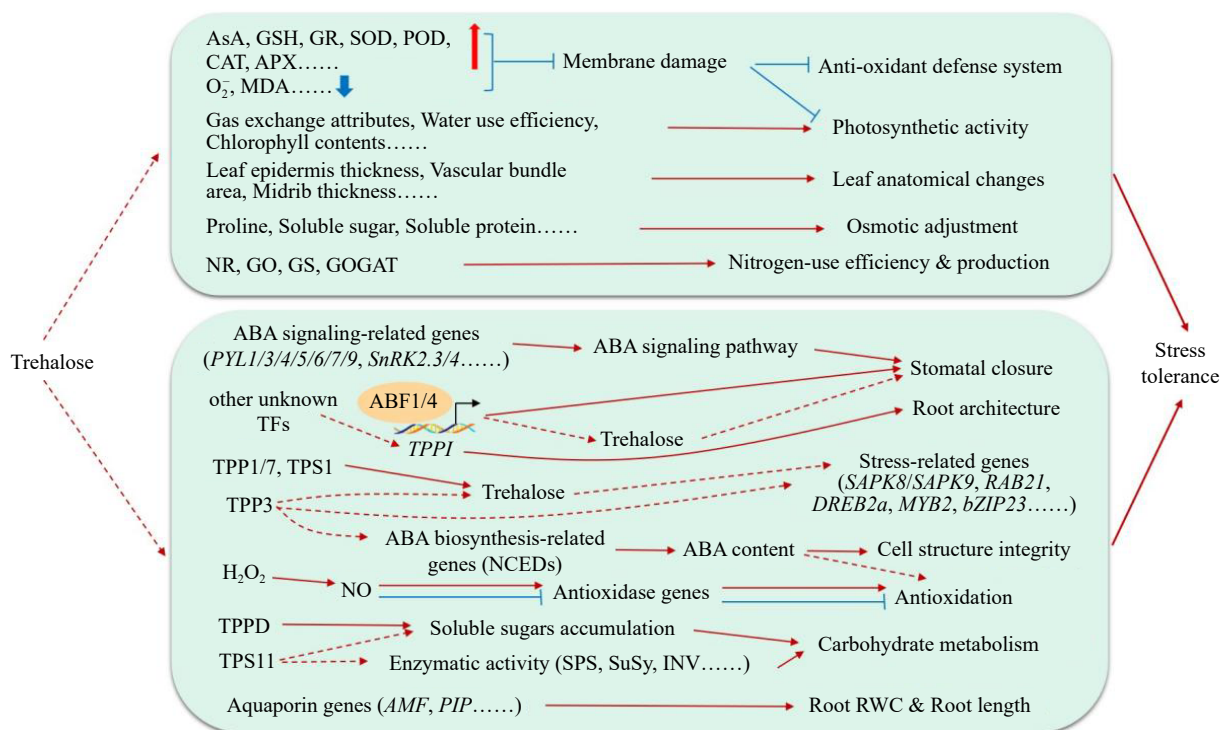 AsA, GSH, GR, SOD, POD,
CAT, APX……
O₂⁻, MDA……
Membrane damage
Anti-oxidant defense system
Gas exchange attributes, Water use efficiency,
Chlorophyll contents……
Photosynthetic activity
Leaf epidermis thickness, Vascular bundle
area, Midrib thickness……
Leaf anatomical changes
Proline, Soluble sugar, Soluble protein……
Osmotic adjustment
NR, GO, GS, GOGAT
Nitrogen-use efficiency & production
Trehalose
Stress
tolerance
ABA signaling-related genes
(PYL1/3/4/5/6/7/9, SnRK2.3/4……)
ABA signaling pathway
Stomatal closure
other unknown
TFs
ABF1/4
TPPI
Trehalose
Root architecture
TPP1/7, TPS1
TPP3
Trehalose
Stress-related genes
(SAPK8/SAPK9, RAB21,
DREB2a, MYB2, bZIP23……)
ABA biosynthesis-related
genes (NCEDs)
ABA content
Cell structure integrity
H₂O₂
NO
Antioxidase genes
Antioxidation
TPPD
Soluble sugars accumulation
Carbohydrate metabolism
TPS11
Enzymatic activity (SPS, SuSy, INV……)
Aquaporin genes (AMF, PIP……)
Root RWC & Root length